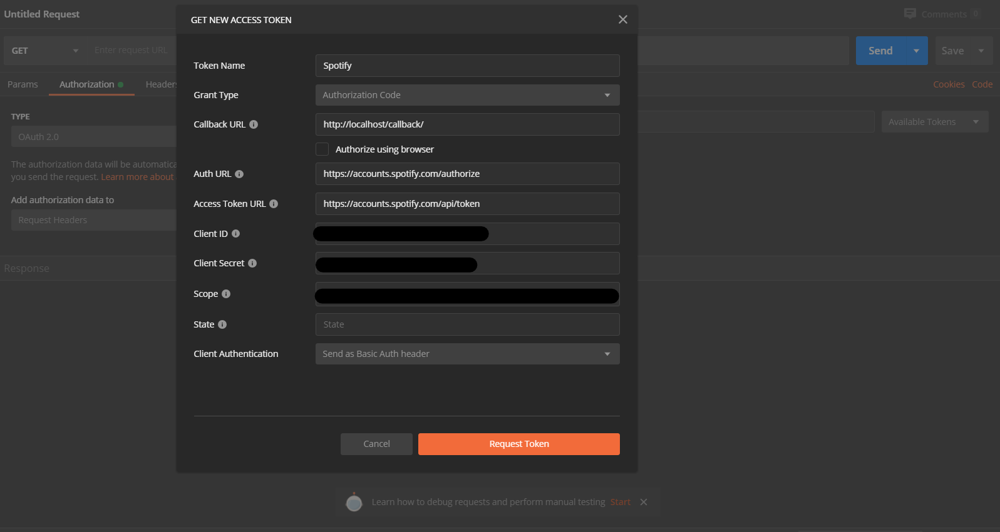 Untitled Request
Comments 0
GET
Enter request URL
Send
Save
Params
Authorization
Headers
Cookies
Code
TYPE
OAuth 2.0
The authorization data will be automatica
you send the request. Learn more about
Add authorization data to
Request Headers
Available Tokens
Response
GET NEW ACCESS TOKEN
Token Name
Spotify
Grant Type
Authorization Code
Callback URL
http://localhost/callback/
Authorize using browser
Auth URL
https://accounts.spotify.com/authorize
Access Token URL
https://accounts.spotify.com/api/token
Client ID
Client Secret
Scope
State
State
Client Authentication
Send as Basic Auth header
Cancel
Request Token
Learn how to debug requests and perform manual testing Start